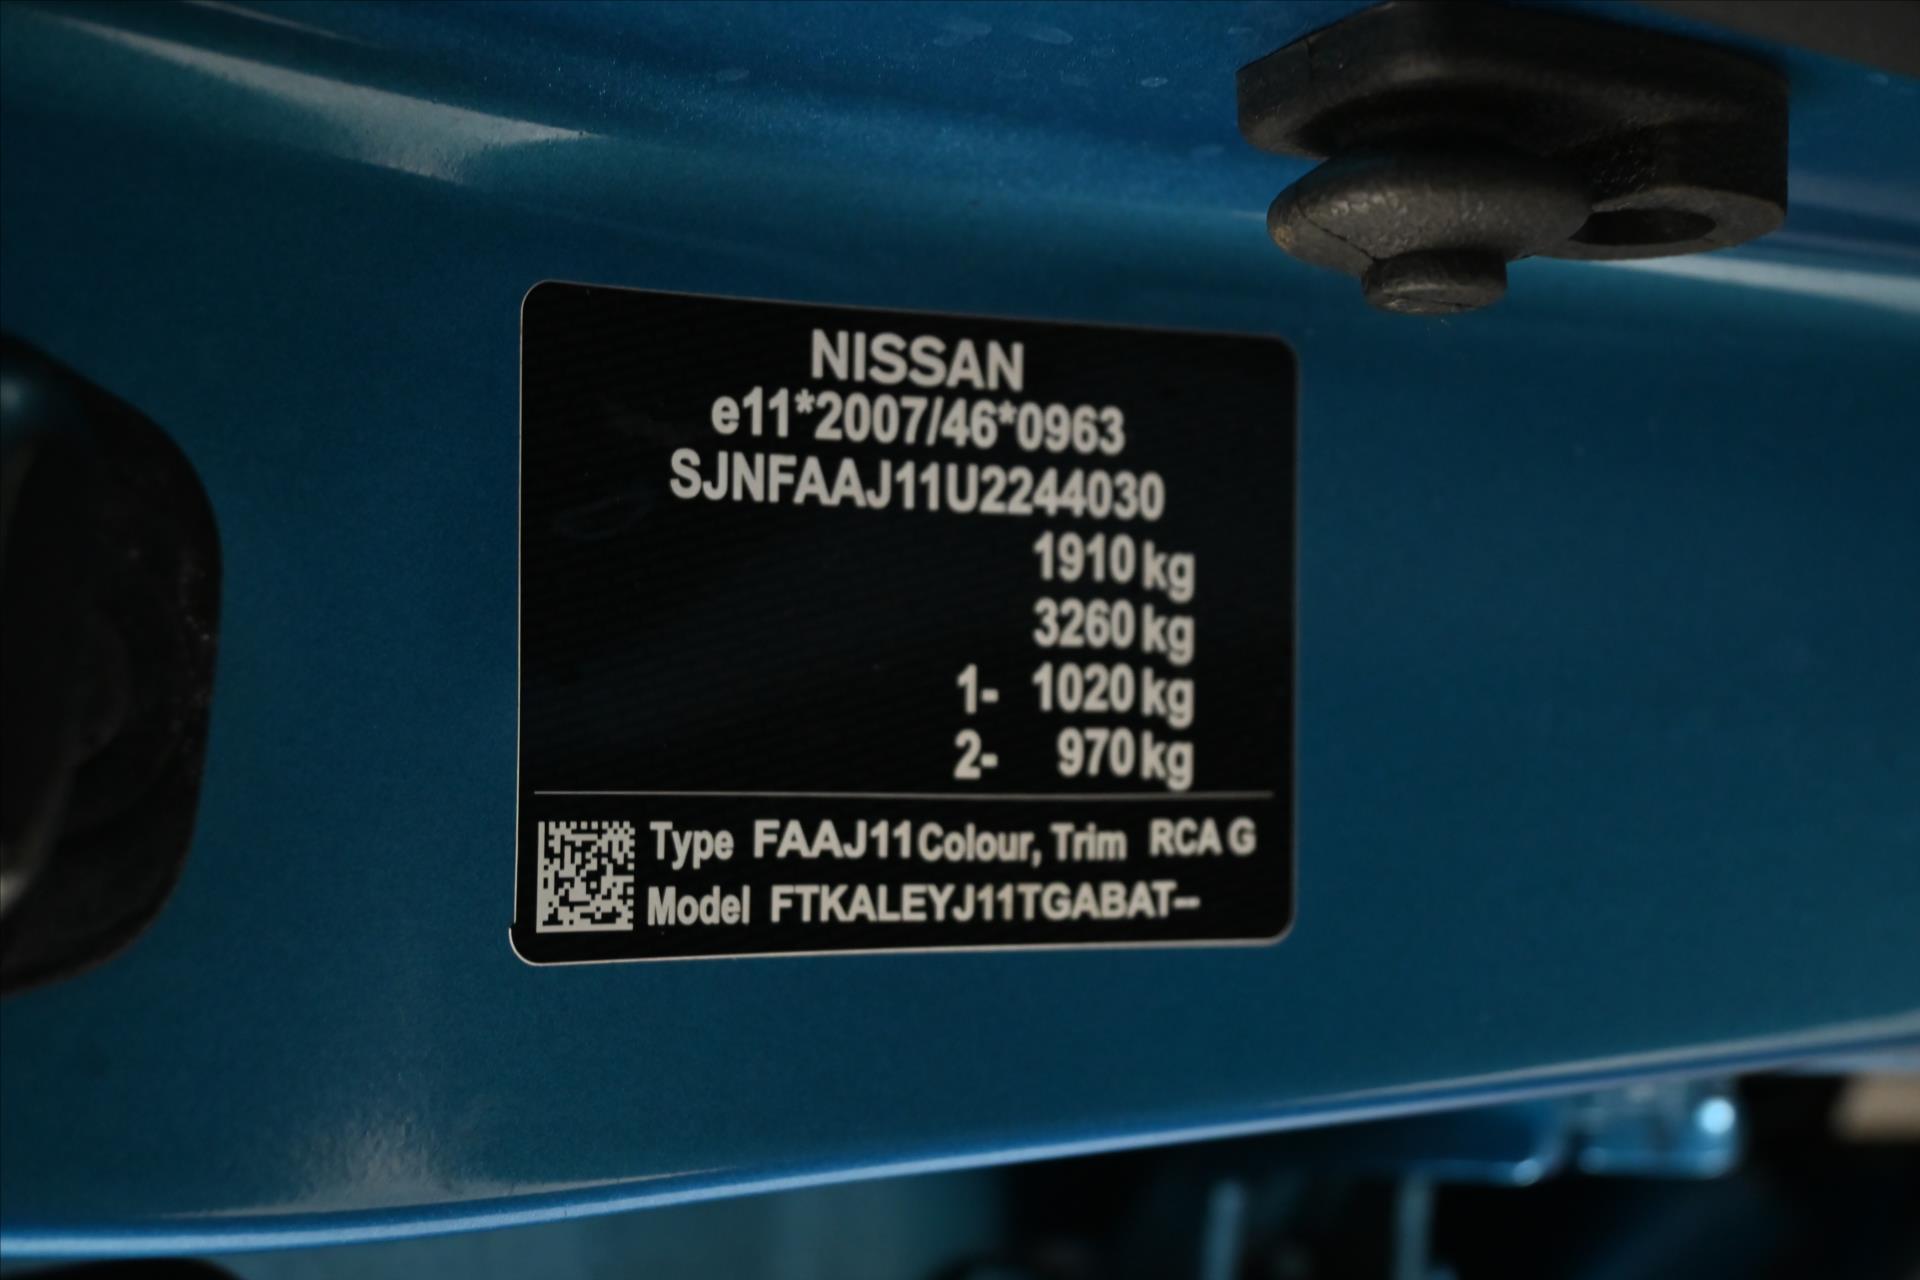 NISSAN
e11*2007/46*0963
SJNFAAJ11U2244030
1910 kg
3260 kg
1- 1020 kg
2- 970 kg
Type FAAJ11 Colour, Trim RCA G
Model FTKALEYJ11TGABAT--